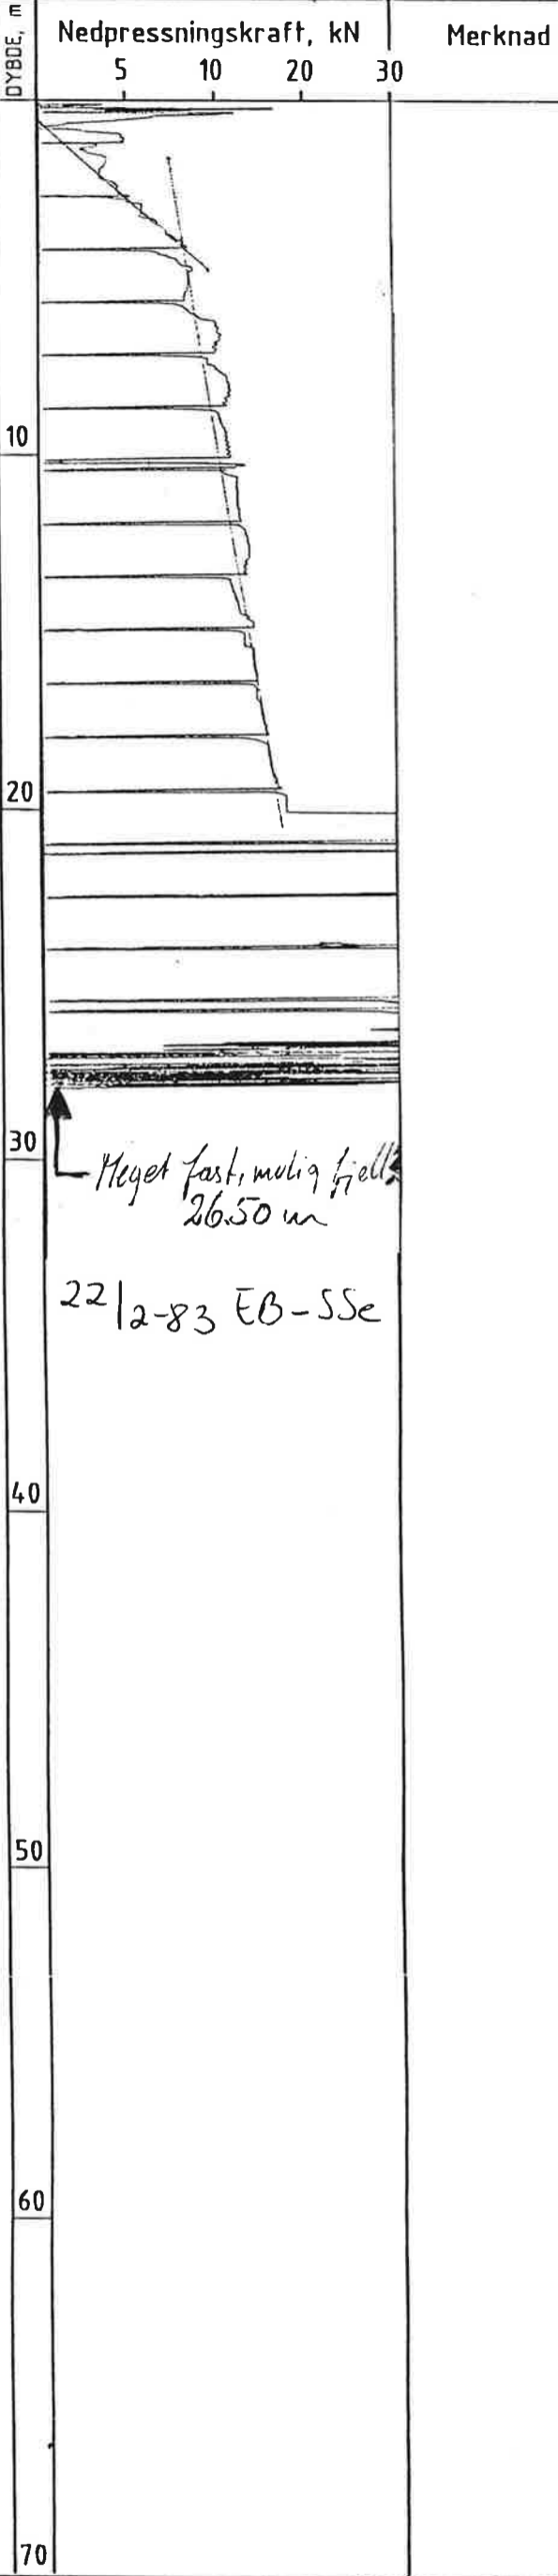 DYBDE, m
Nedpressningskraft, kN
Merknad
5 10 20 30
10
20
30
Meget fast, mulig fjell
26.50 m
22/2-83 EB-SSe
40
50
60
70